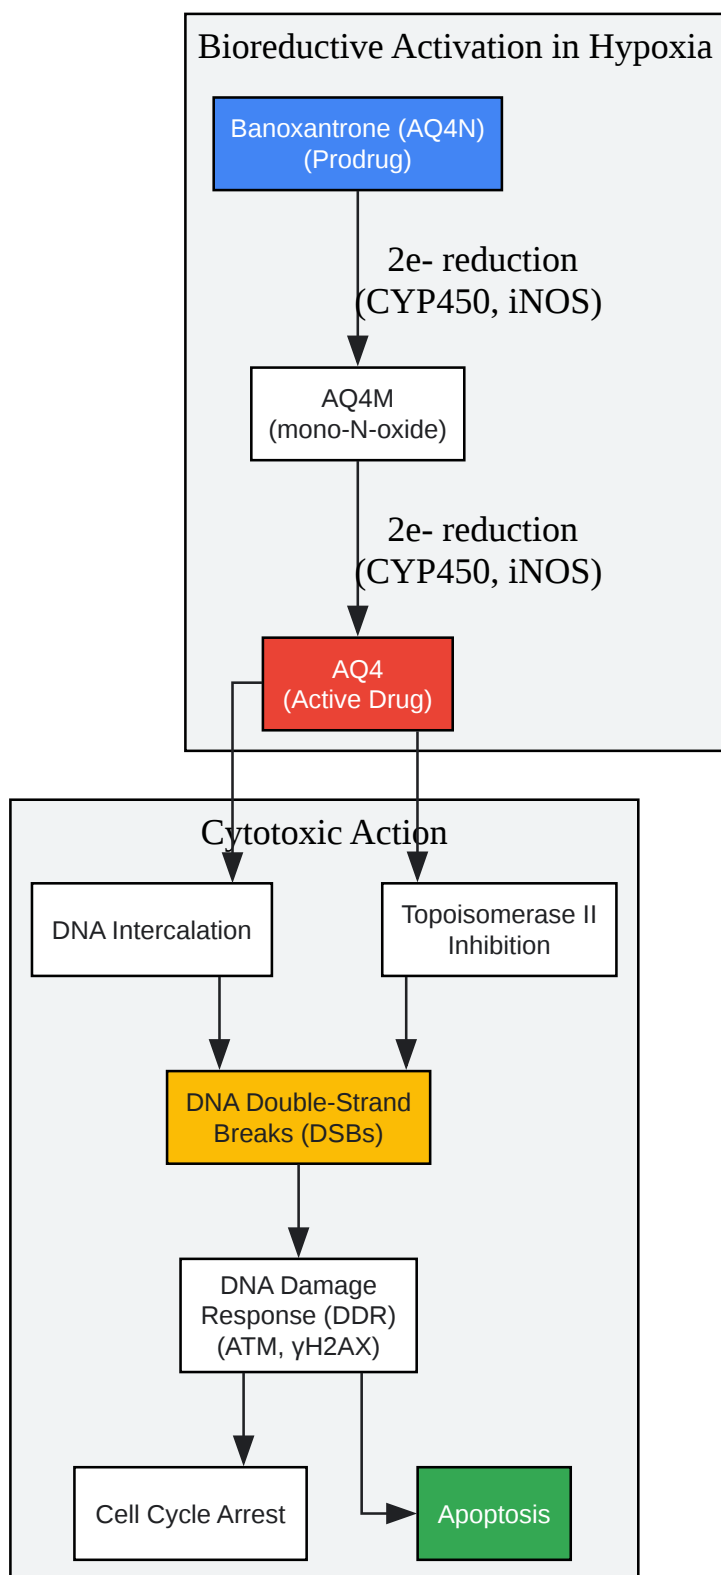 Bioreductive Activation in Hypoxia
Banoxantrone (AQ4N)
(Prodrug)
2e- reduction
(CYP450, iNOS)
AQ4M
(mono-N-oxide)
2e- reduction
(CYP450, iNOS)
AQ4
(Active Drug)
Cytotoxic Action
DNA Intercalation
Topoisomerase II
Inhibition
DNA Double-Strand
Breaks (DSBs)
DNA Damage
Response (DDR)
(ATM, γH2AX)
Cell Cycle Arrest
Apoptosis